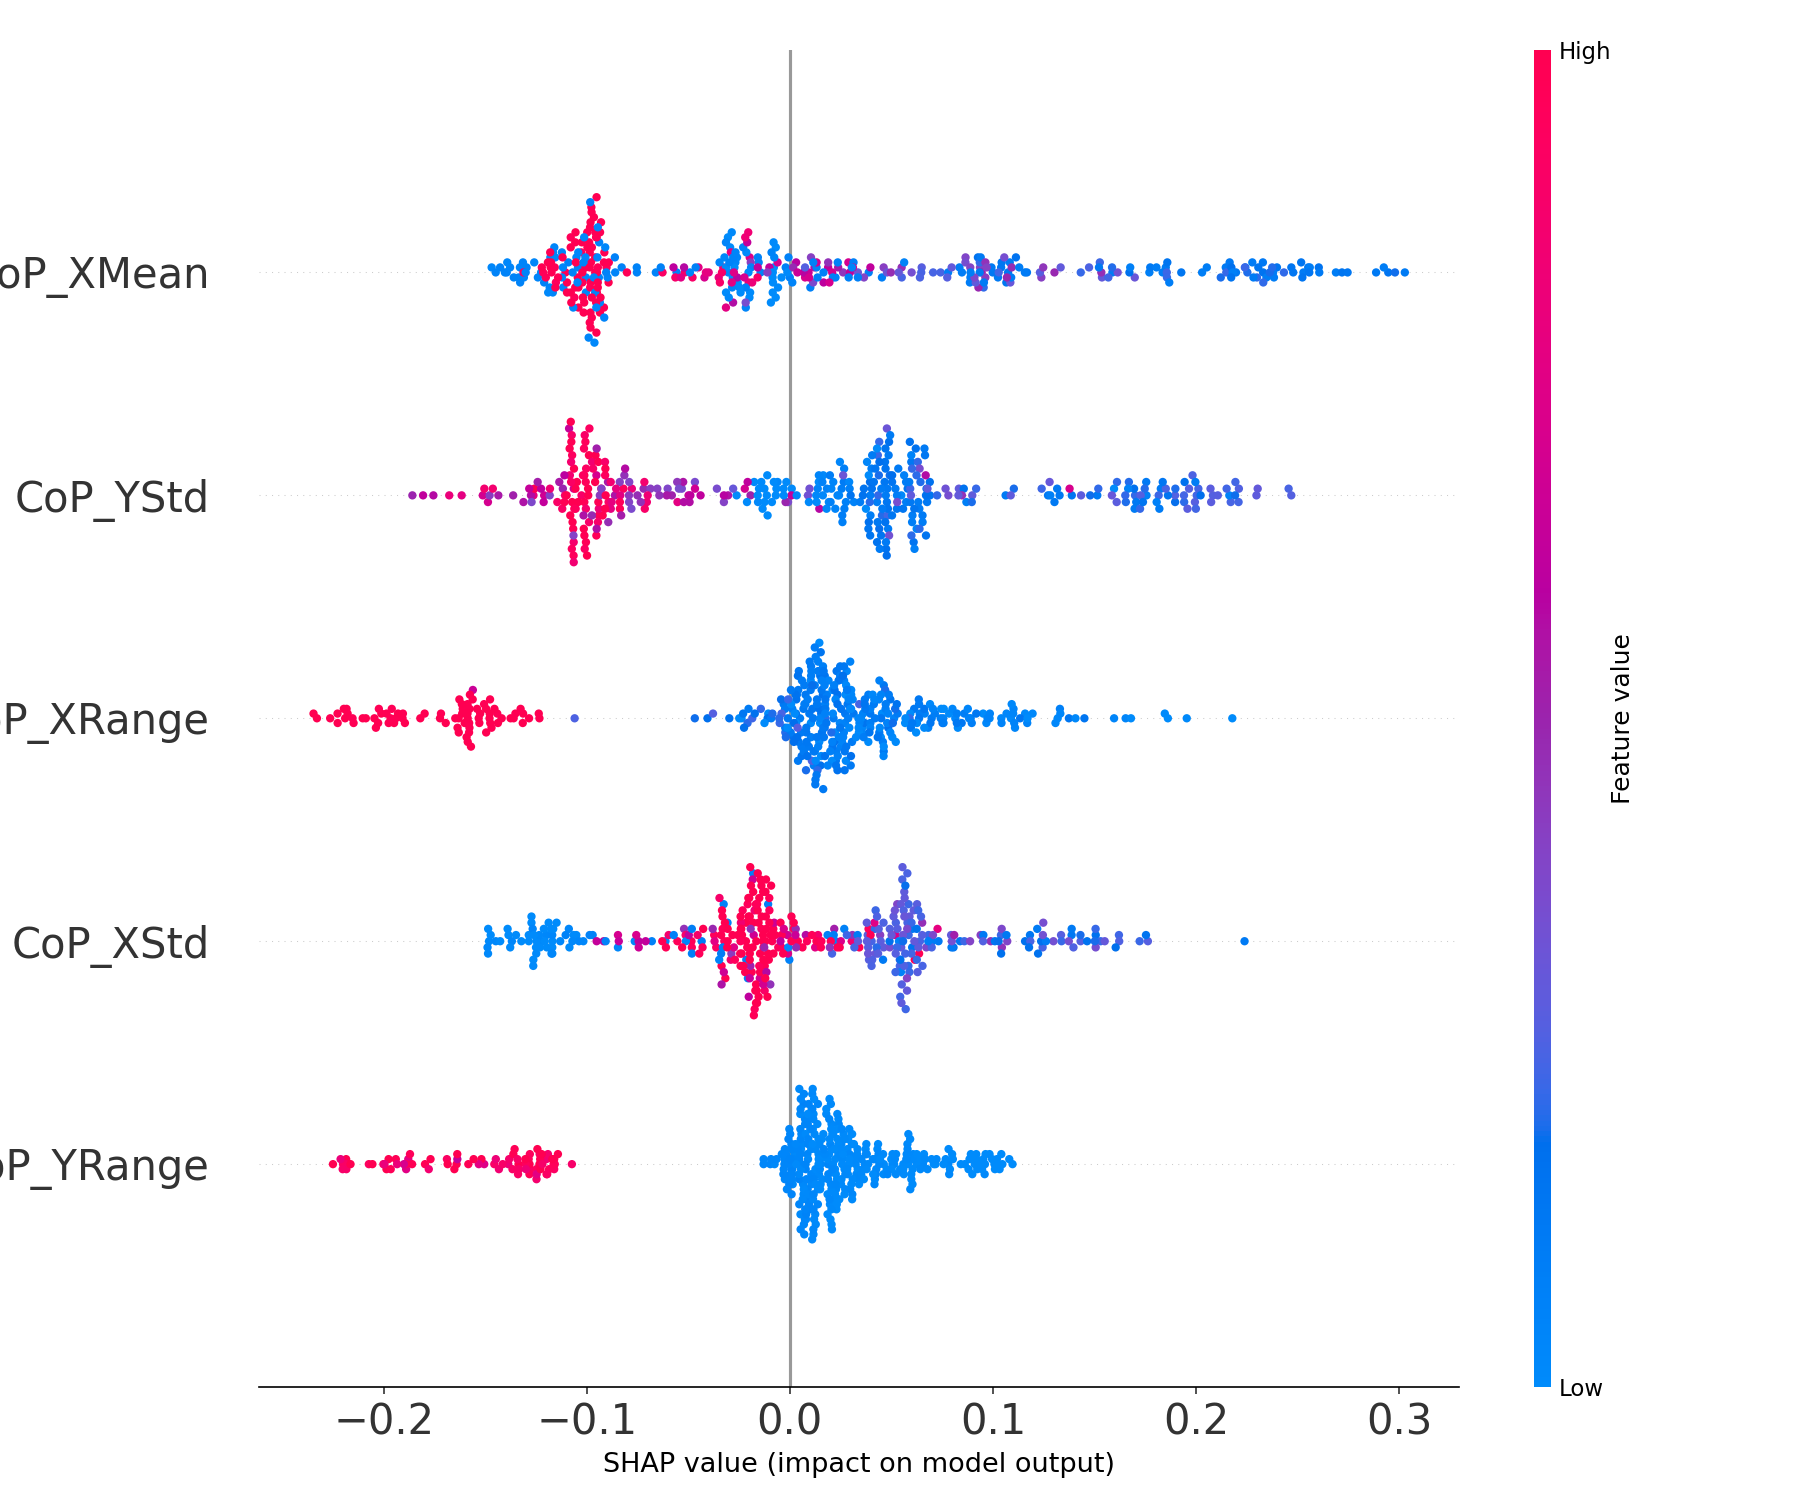 High
oP_XMean
CoP_YStd
P_XRange
CoP_XStd
oP_YRange
Feature value
Low
−0.2 −0.1 0.0 0.1 0.2 0.3
SHAP value (impact on model output)